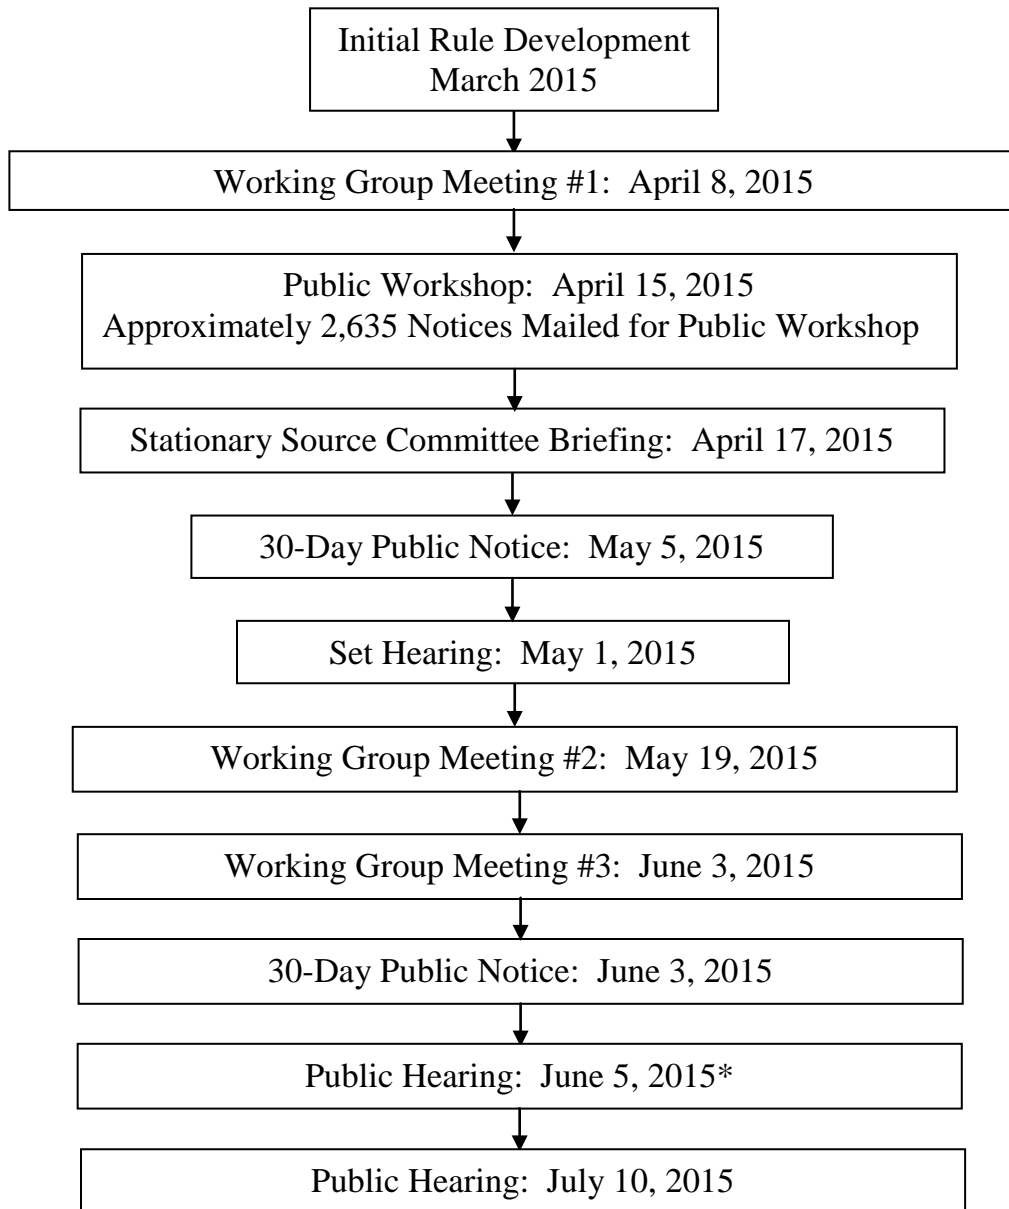 Initial Rule Development
March 2015
Working Group Meeting #1:  April 8, 2015
Public Workshop:  April 15, 2015
Approximately 2,635 Notices Mailed for Public Workshop
Stationary Source Committee Briefing:  April 17, 2015
30-Day Public Notice:  May 5, 2015
Set Hearing:  May 1, 2015
Working Group Meeting #2:  May 19, 2015
Working Group Meeting #3:  June 3, 2015
30-Day Public Notice:  June 3, 2015
Public Hearing:  June 5, 2015*
Public Hearing:  July 10, 2015